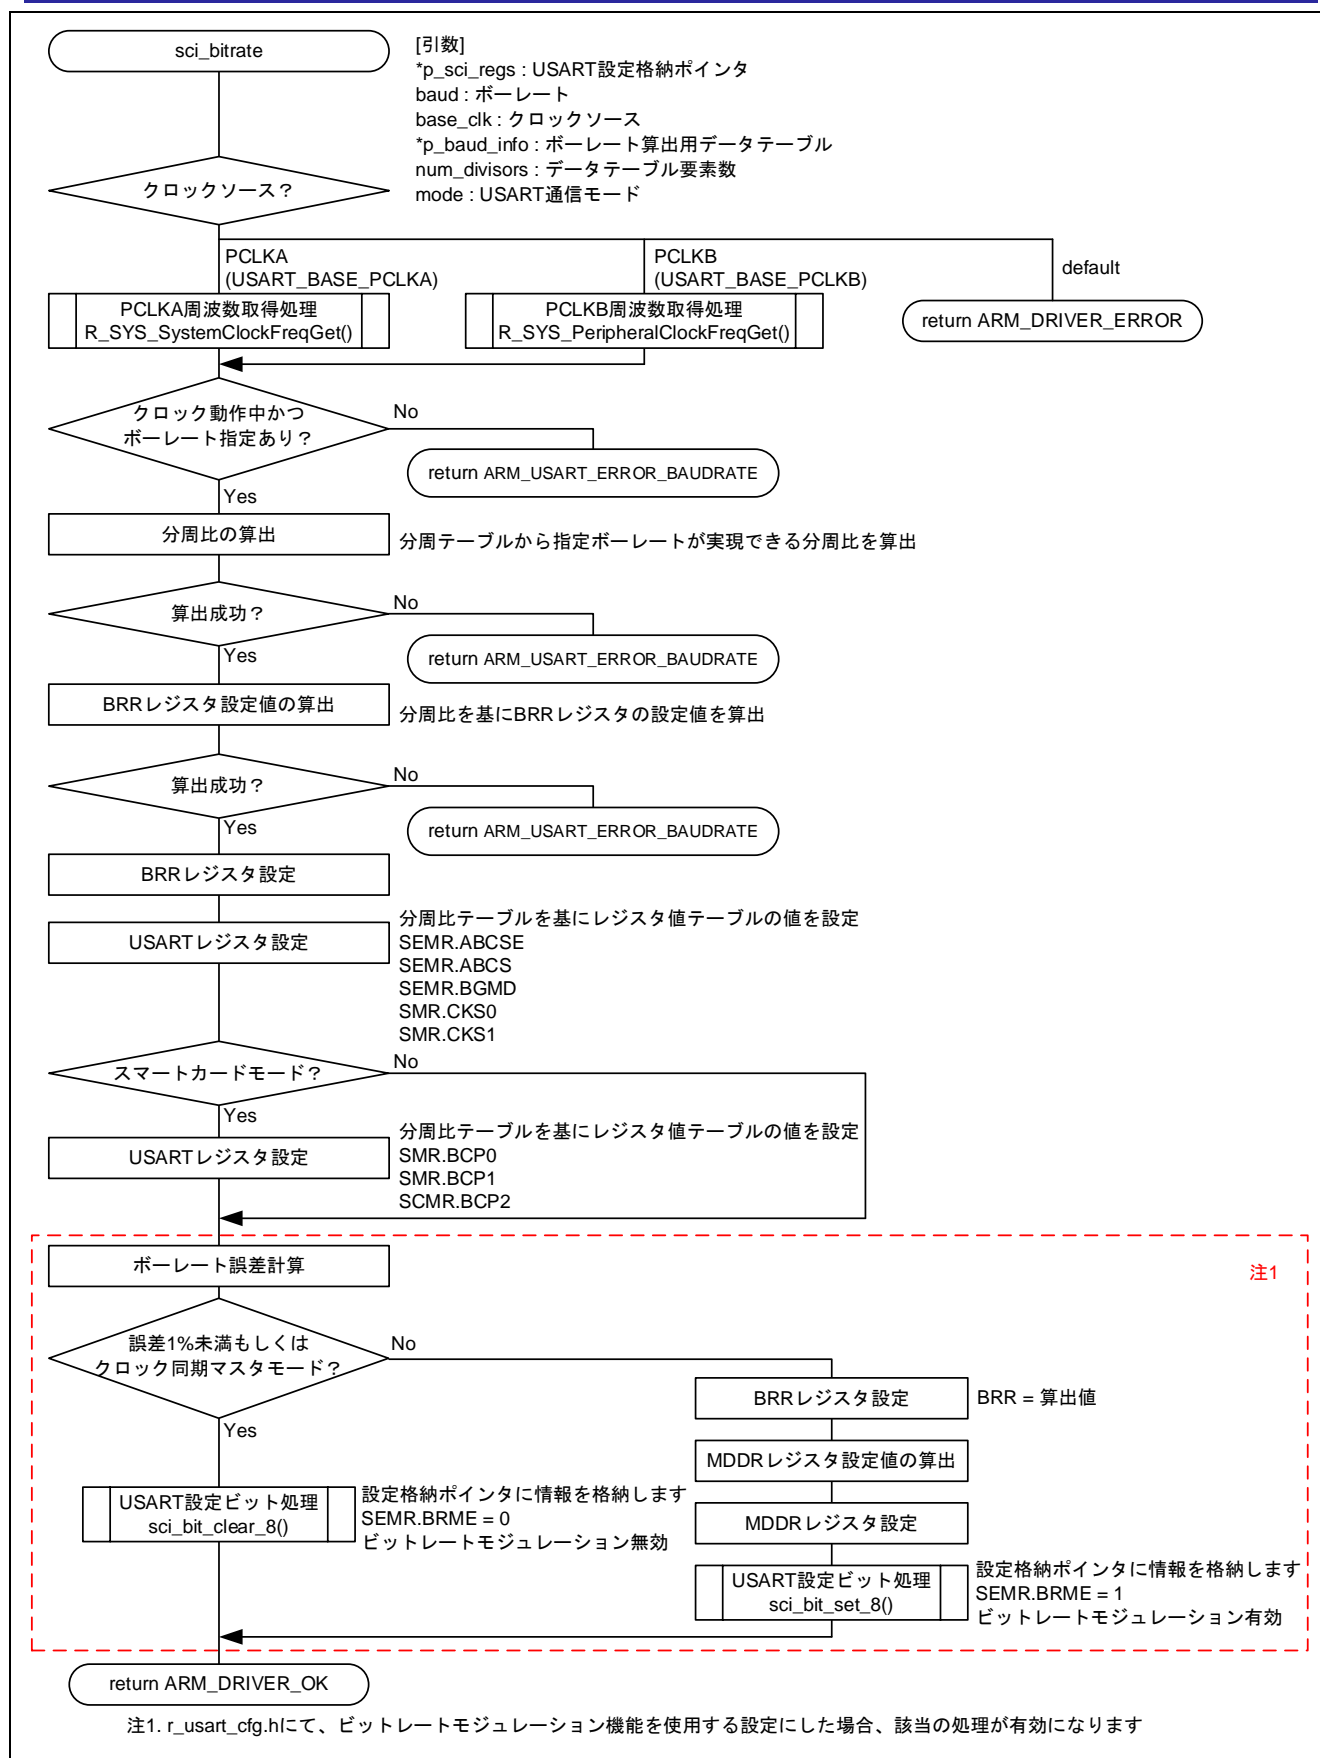 sci_bitrate
[引数]
*p_sci_regs : USART設定格納ポインタ
baud : ボーレート
base_clk : クロックソース
*p_baud_info : ボーレート算出用データテーブル
num_divisors : データテーブル要素数
mode : USART通信モード
クロックソース？
PCLKA
(USART_BASE_PCLKA)
PCLKB
(USART_BASE_PCLKB)
default
PCLKA周波数取得処理
R_SYS_SystemClockFreqGet()
PCLKB周波数取得処理
R_SYS_PeripheralClockFreqGet()
return ARM_DRIVER_ERROR
クロック動作中かつ
ボーレート指定あり？
No
return ARM_USART_ERROR_BAUDRATE
Yes
分周比の算出
分周テーブルから指定ボーレートが実現できる分周比を算出
算出成功？
No
return ARM_USART_ERROR_BAUDRATE
Yes
BRRレジスタ設定値の算出
分周比を基にBRRレジスタの設定値を算出
算出成功？
No
return ARM_USART_ERROR_BAUDRATE
Yes
BRRレジスタ設定
USARTレジスタ設定
分周比テーブルを基にレジスタ値テーブルの値を設定
SEMR.ABCSE
SEMR.ABCS
SEMR.BGMD
SMR.CKS0
SMR.CKS1
スマートカードモード？
No
Yes
USARTレジスタ設定
分周比テーブルを基にレジスタ値テーブルの値を設定
SMR.BCP0
SMR.BCP1
SCMR.BCP2
ボーレート誤差計算
注1
誤差1%未満もしくは
クロック同期マスタモード？
No
Yes
BRRレジスタ設定
BRR = 算出値
MDDRレジスタ設定値の算出
MDDRレジスタ設定
USART設定ビット処理
sci_bit_clear_8()
設定格納ポインタに情報を格納します
SEMR.BRME = 0
ビットレートモジュレーション無効
USART設定ビット処理
sci_bit_set_8()
設定格納ポインタに情報を格納します
SEMR.BRME = 1
ビットレートモジュレーション有効
return ARM_DRIVER_OK
注1. r_usart_cfg.hにて、ビットレートモジュレーション機能を使用する設定にした場合、該当の処理が有効になります